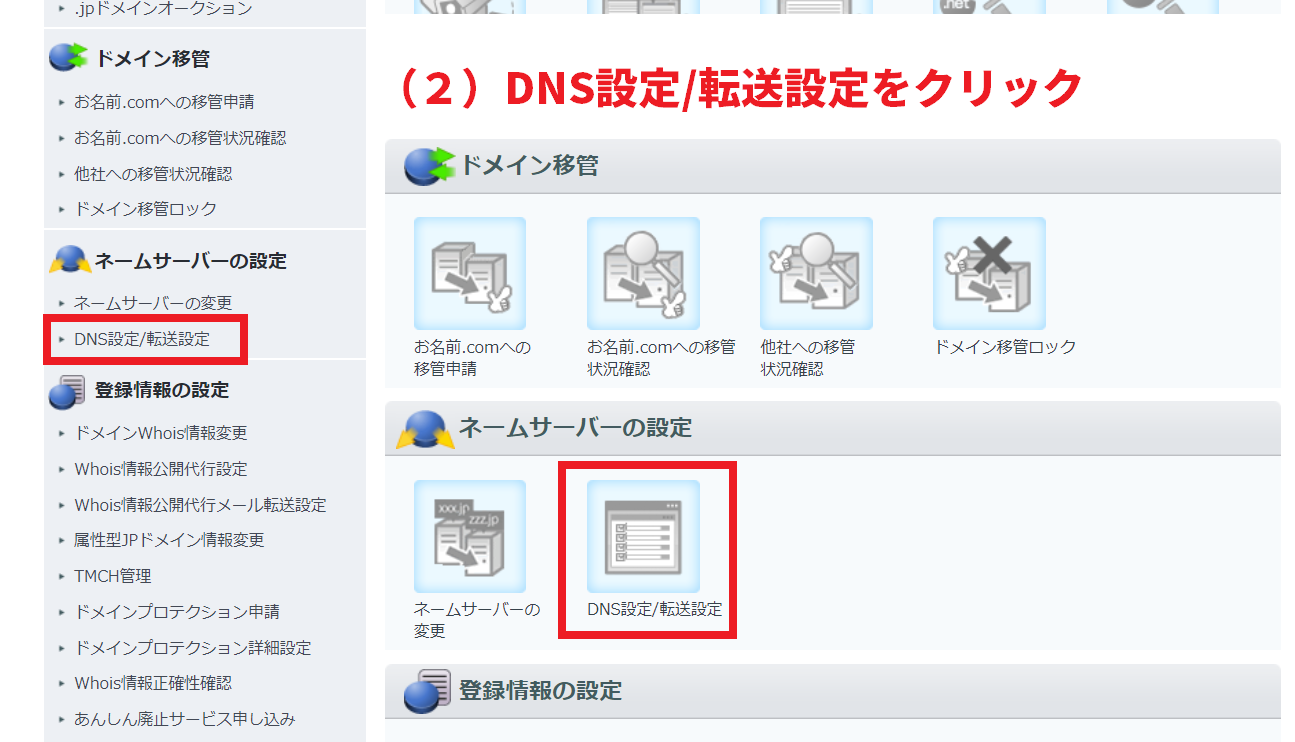 .jpドメインオークション
ドメイン移管
お名前.comへの移管申請
お名前.comへの移管状況確認
他社への移管状況確認
ドメイン移管ロック
ネームサーバーの設定
ネームサーバーの変更
DNS設定/転送設定
登録情報の設定
ドメインWhois情報変更
Whois情報公開代行設定
Whois情報公開代行メール転送設定
属性型JPドメイン情報変更
TMCH管理
ドメインプロテクション申請
ドメインプロテクション詳細設定
Whois情報正確性確認
あんしん廃止サービス申し込み
.net
（２）DNS設定/転送設定をクリック
ドメイン移管
お名前.comへの
移管申請
お名前.comへの移管
状況確認
他社への移管
状況確認
ドメイン移管ロック
ネームサーバーの設定
xxx.jp
zzz.jp
ネームサーバーの
変更
DNS設定/転送設定
登録情報の設定